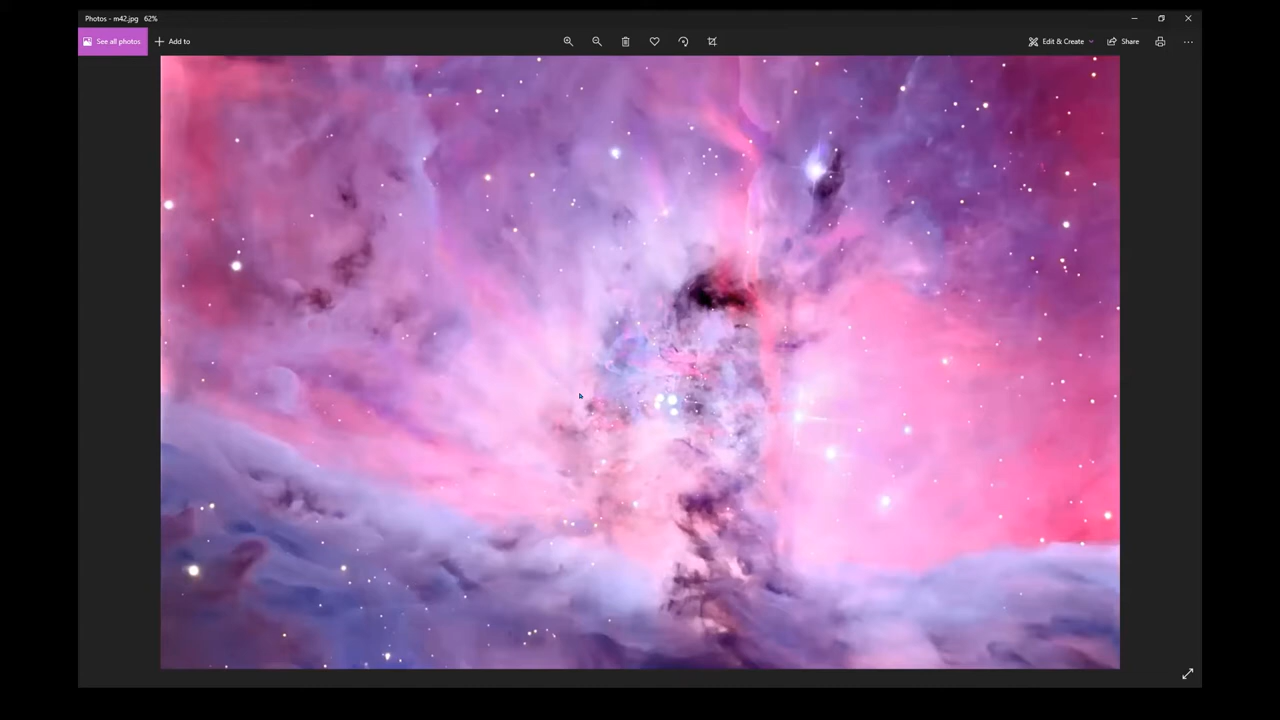 Photos - m42.jpg 62%
See all photos
Add to
Edit & Create
Share